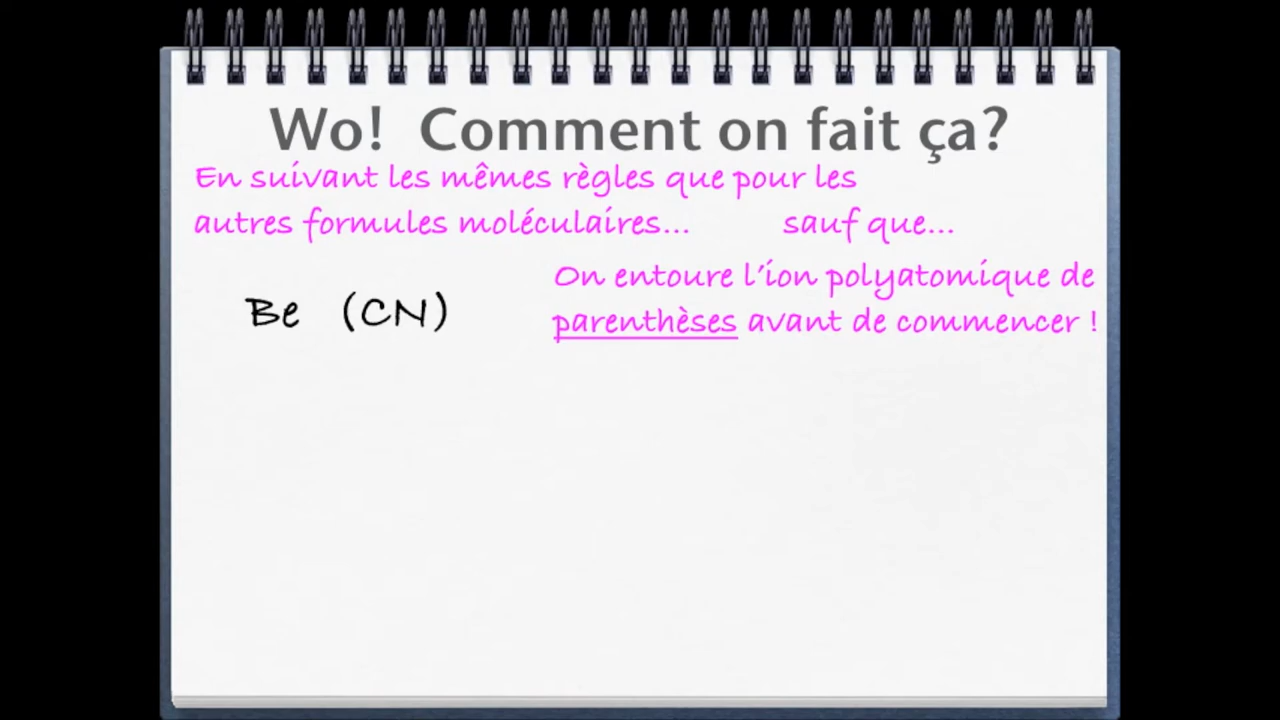 Wo! Comment on fait ça?
En suivant les mêmes règles que pour les
autres formules moléculaires... sauf que...
On entoure l'ion polyatomique de
parenthèses avant de commencer !
Be (CN)